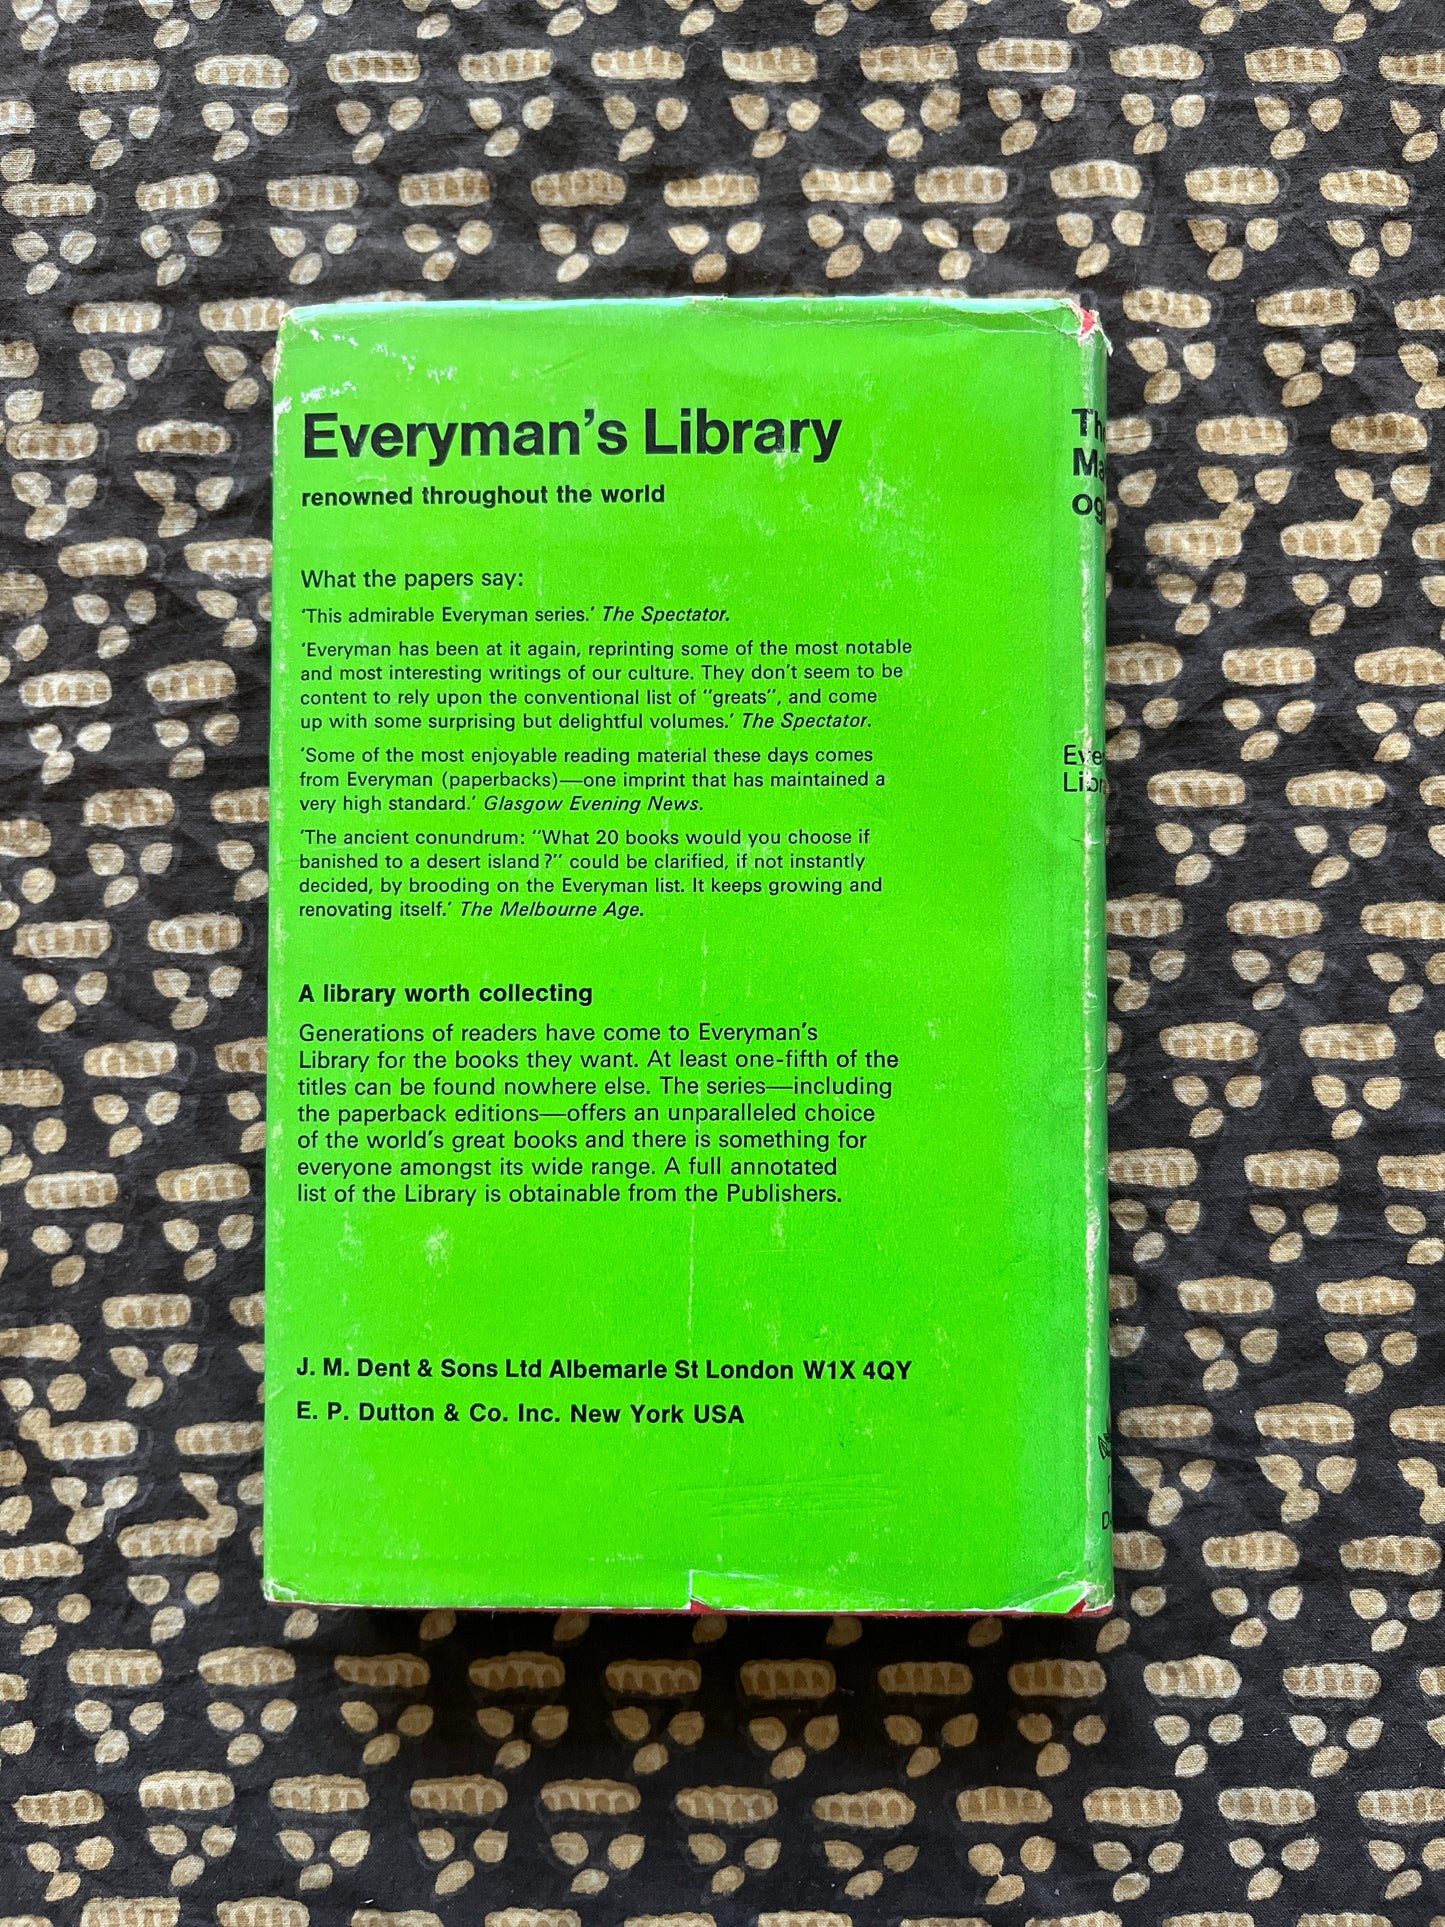 Everyman's Library
renowned throughout the world
What the papers say:
‘This admirable Everyman series.’ The Spectator.
‘Everyman has been at it again, reprinting some of the most notable
and most interesting writings of our culture. They don't seem to be
content to rely upon the conventional list of “greats”, and come
up with some surprising but delightful volumes.’ The Spectator.
‘Some of the most enjoyable reading material these days comes
from Everyman (paperbacks)—one imprint that has maintained a
very high standard.’ Glasgow Evening News.
‘The ancient conundrum: “What 20 books would you choose if
banished to a desert island?” could be clarified, if not instantly
decided, by brooding on the Everyman list. It keeps growing and
renovating itself.’ The Melbourne Age.
A library worth collecting
Generations of readers have come to Everyman's
Library for the books they want. At least one-fifth of the
titles can be found nowhere else. The series—including
the paperback editions—offers an unparalleled choice
of the world's great books and there is something for
everyone amongst its wide range. A full annotated
list of the Library is obtainable from the Publishers.
J. M. Dent & Sons Ltd Albemarle St London W1X 4QY
E. P. Dutton & Co. Inc. New York USA